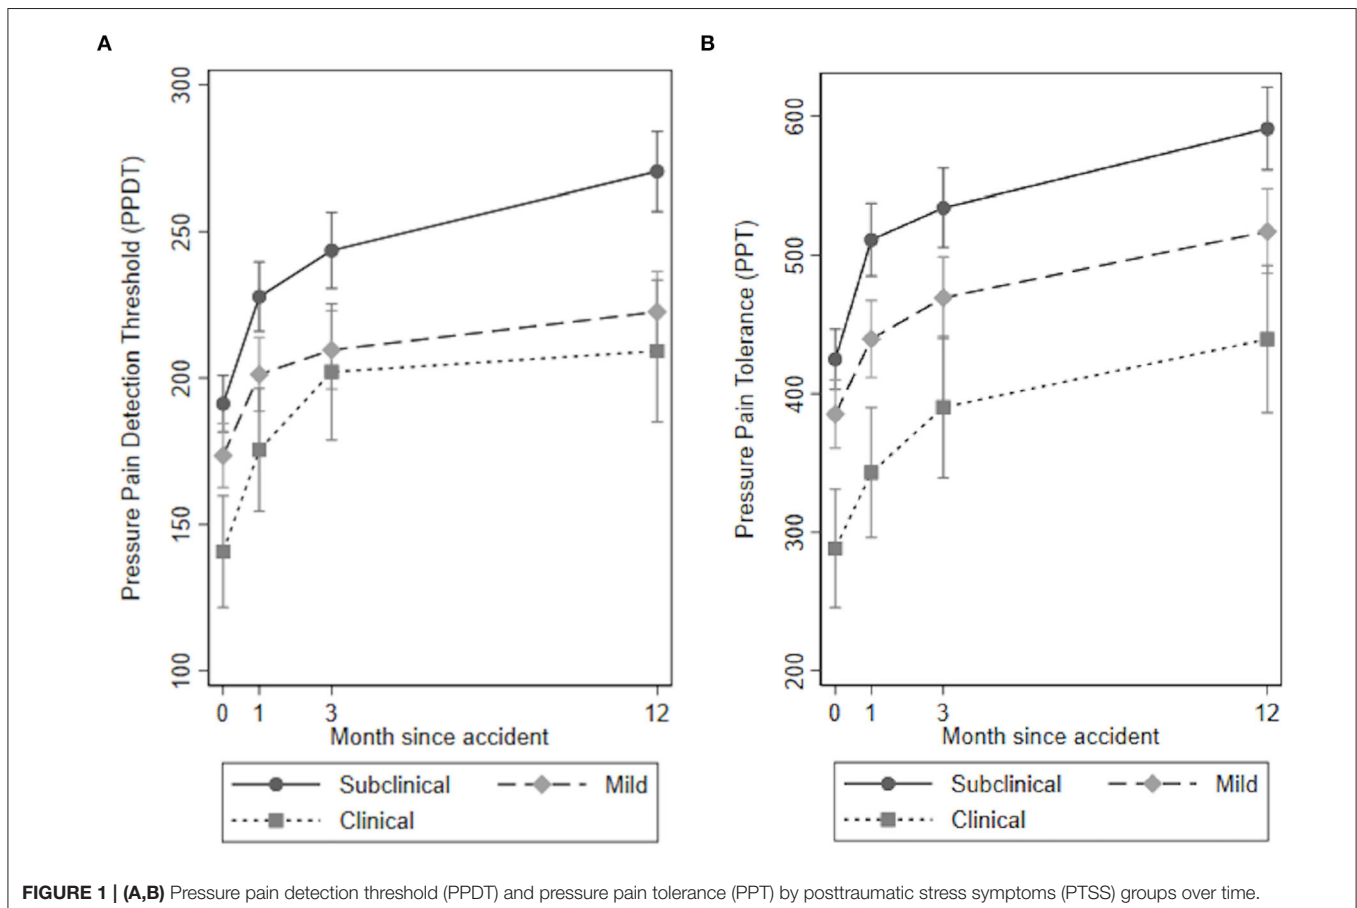 A
Pressure Pain Detection Threshold (PPDT)
300
250
200
150
100
0 1 3 12
Month since accident
Subclinical Mild
Clinical
B
Pressure Pain Tolerance (PPT)
600
500
400
300
200
0 1 3 12
Month since accident
Subclinical Mild
Clinical
FIGURE 1 | (A,B) Pressure pain detection threshold (PPDT) and pressure pain tolerance (PPT) by posttraumatic stress symptoms (PTSS) groups over time.